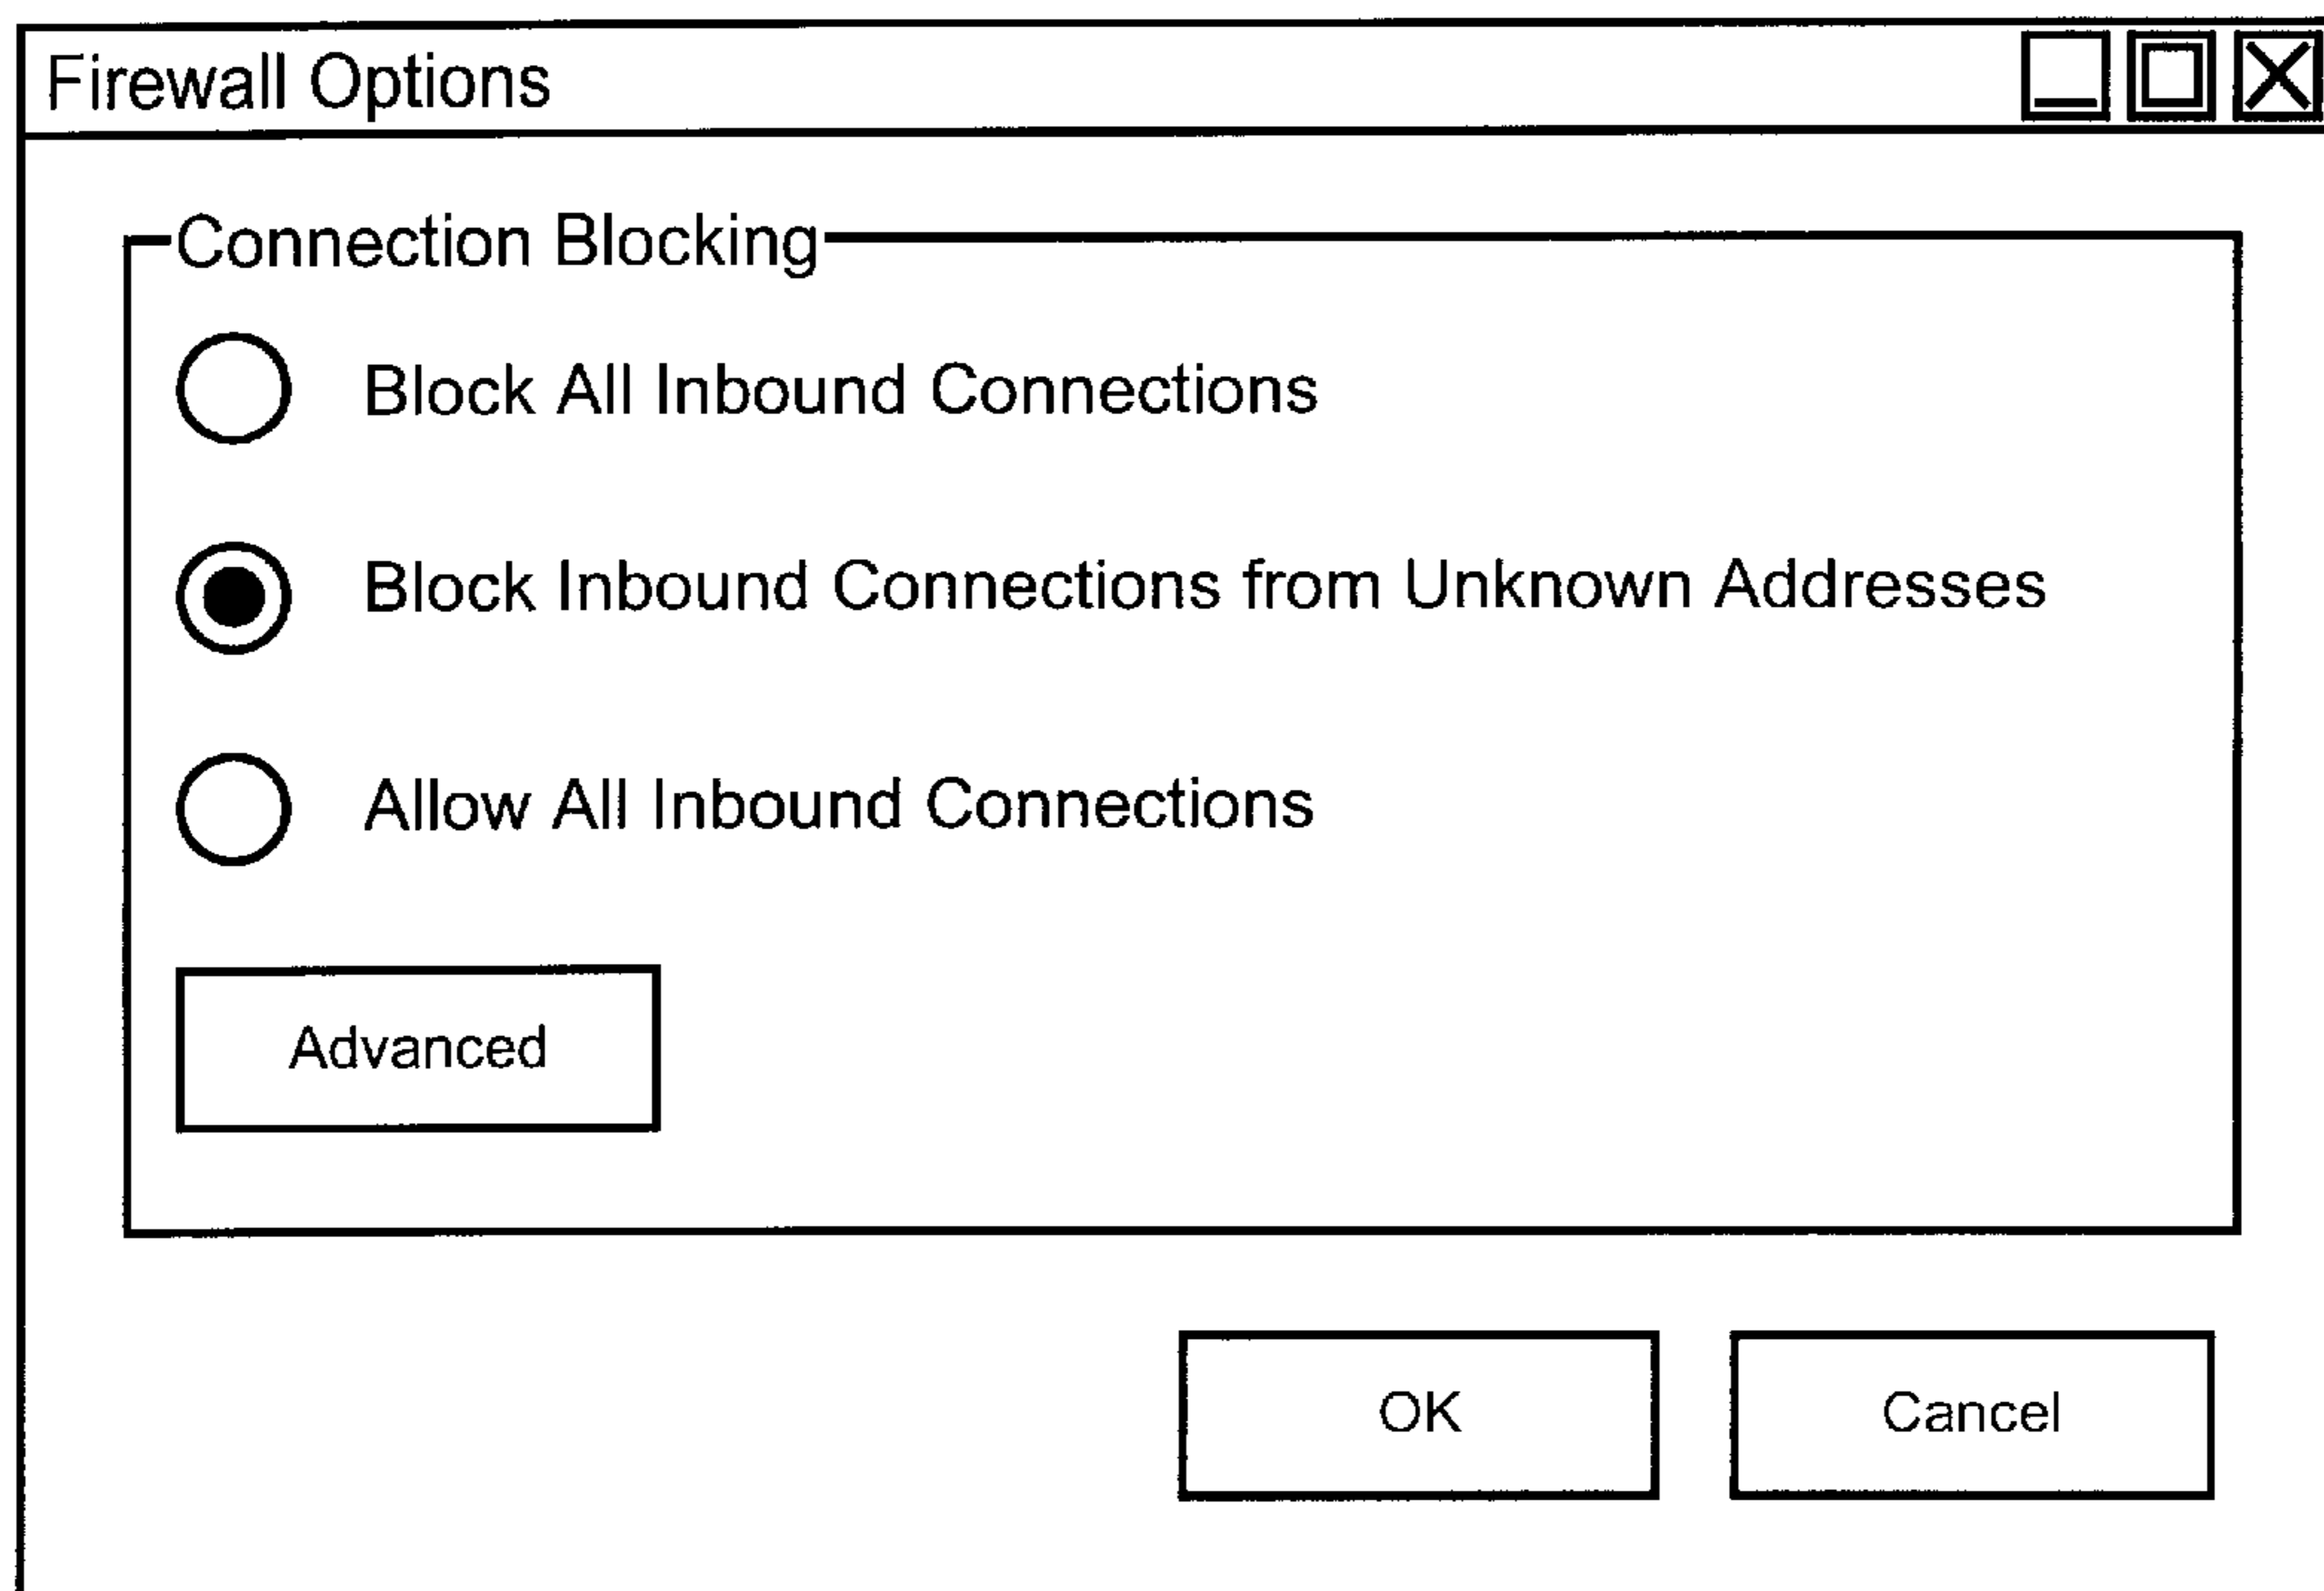 Firewall Options
Connection Blocking
Block All Inbound Connections
Block Inbound Connections from Unknown Addresses
Allow All Inbound Connections
Advanced
OK
Cancel